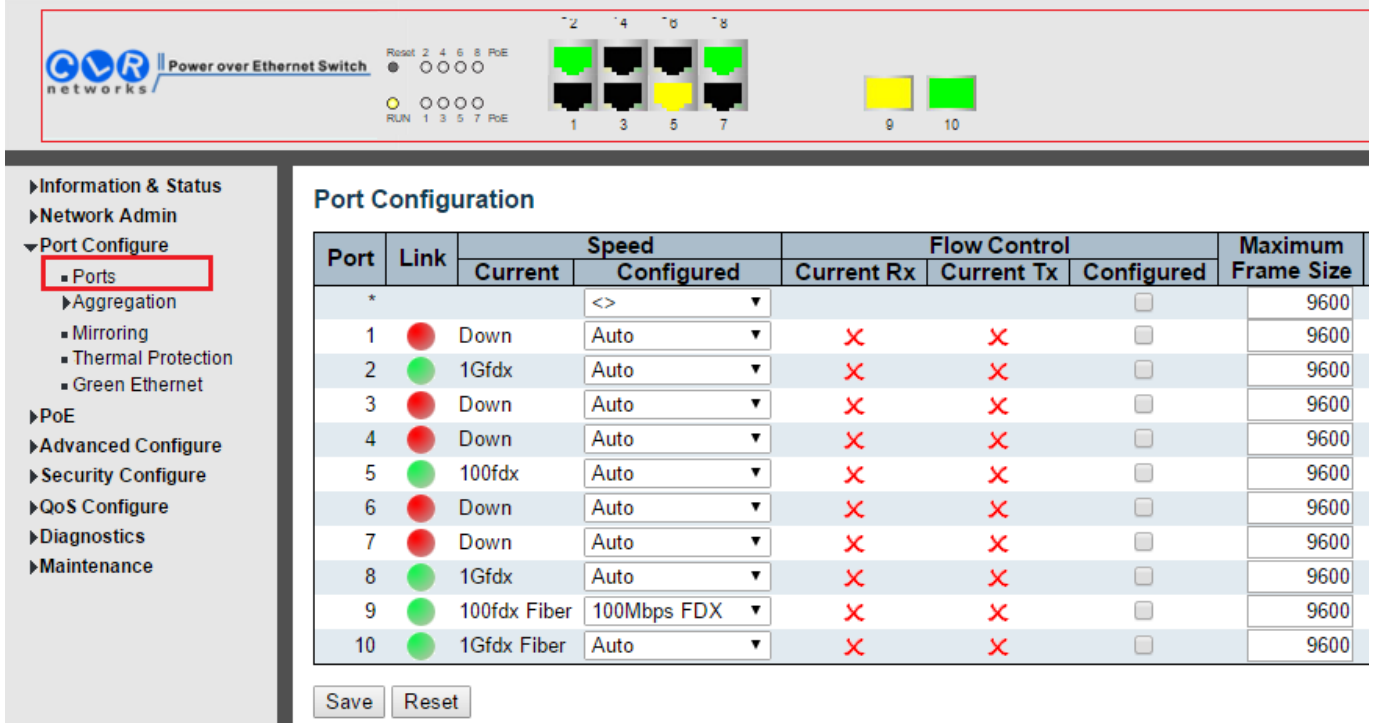 2 4 6 8
CLR networks Power over Ethernet Switch
Reset 2 4 6 8 PoE
RUN 1 3 5 7 PoE
1 3 5 7 9 10
Information & Status
Network Admin
Port Configure
Ports
Aggregation
Mirroring
Thermal Protection
Green Ethernet
PoE
Advanced Configure
Security Configure
QoS Configure
Diagnostics
Maintenance
Port Configuration
Port Link Speed Flow Control Maximum Frame Size
Current Configured Current Rx Current Tx Configured
* <> 9600
1 Down Auto 9600
2 1Gfdx Auto 9600
3 Down Auto 9600
4 Down Auto 9600
5 100fdx Auto 9600
6 Down Auto 9600
7 Down Auto 9600
8 1Gfdx Auto 9600
9 100fdx Fiber 100Mbps FDX 9600
10 1Gfdx Fiber Auto 9600
Save Reset